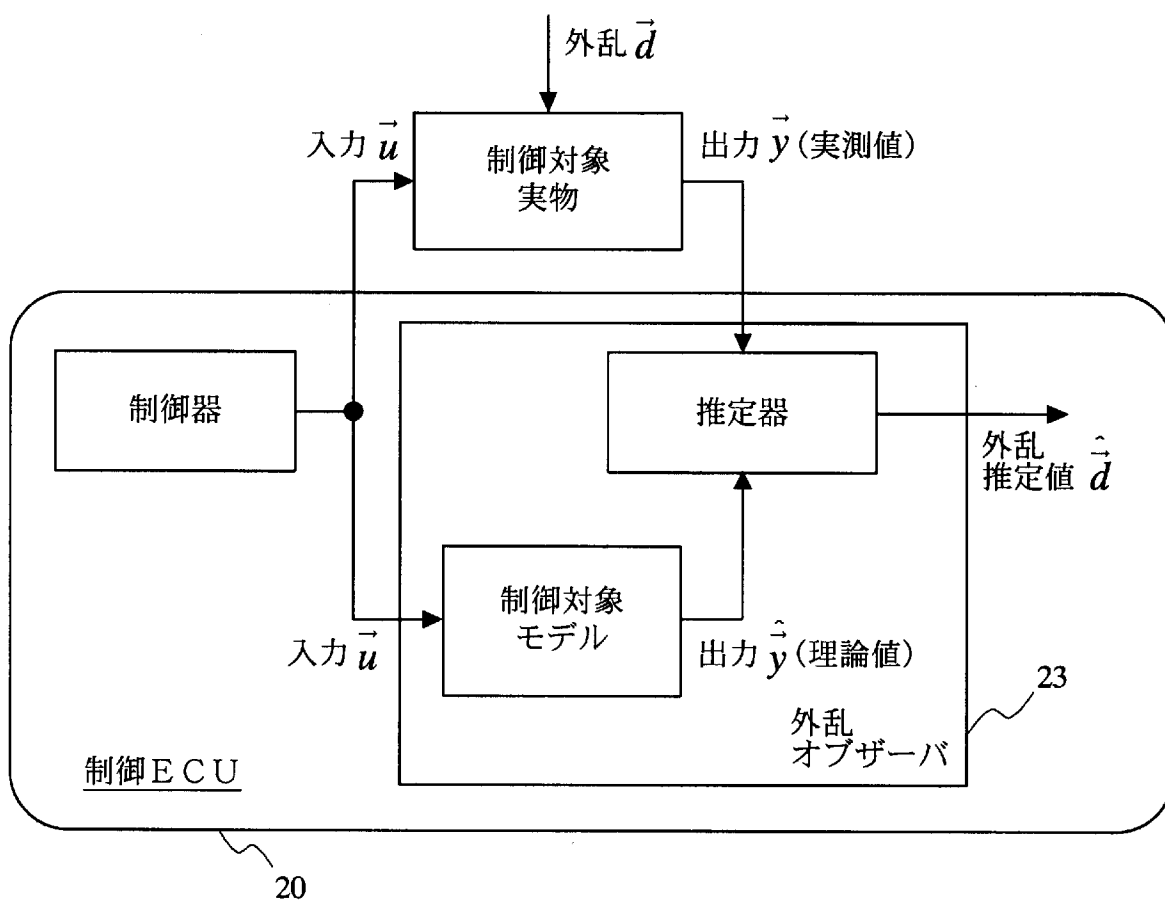 外乱 d⃗
入力 u⃗
制御対象
実物
出力 y⃗ (実測値)
制御器
推定器
外乱
推定値 d⃗̂
制御対象
モデル
入力 u⃗
出力 y⃗̂ (理論値)
外乱
オブザーバ
23
制御ECU
20